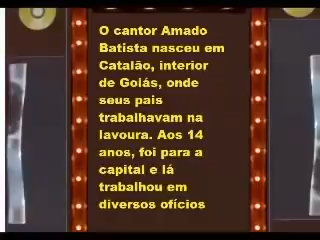 O cantor Amado
Batista nasceu em
Catalão, interior
de Goiás, onde
seus pais
trabalhavam na
lavoura. Aos 14
anos, foi para a
capital e lá
trabalhou em
diversos ofícios